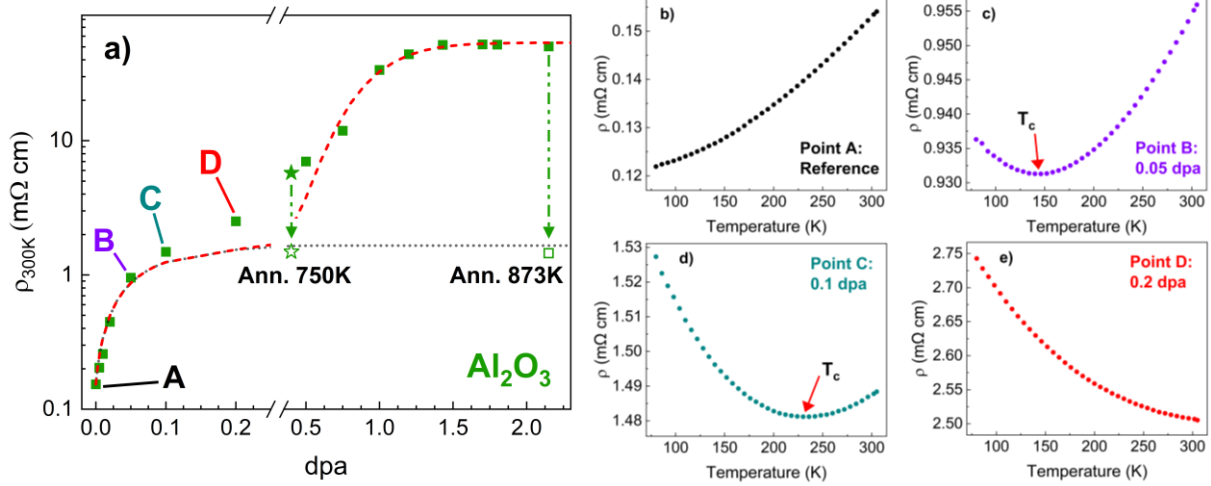 a)
ρ300K (mΩ cm)
10
1
0.1
A
B
C
D
Ann. 750K
Ann. 873K
Al2O3
0.0
0.1
0.2
0.5
1.0
1.5
2.0
dpa
b)
ρ (mΩ cm)
0.15
0.14
0.13
0.12
Point A:
Reference
100 150 200 250 300
Temperature (K)
c)
ρ (mΩ cm)
0.955
0.950
0.945
0.940
0.935
0.930
Tc
Point B:
0.05 dpa
100 150 200 250 300
Temperature (K)
d)
ρ (mΩ cm)
1.53
1.52
1.51
1.50
1.49
1.48
Point C:
0.1 dpa
Tc
100 150 200 250 300
Temperature (K)
e)
ρ (mΩ cm)
2.75
2.70
2.65
2.60
2.55
2.50
Point D:
0.2 dpa
100 150 200 250 300
Temperature (K)